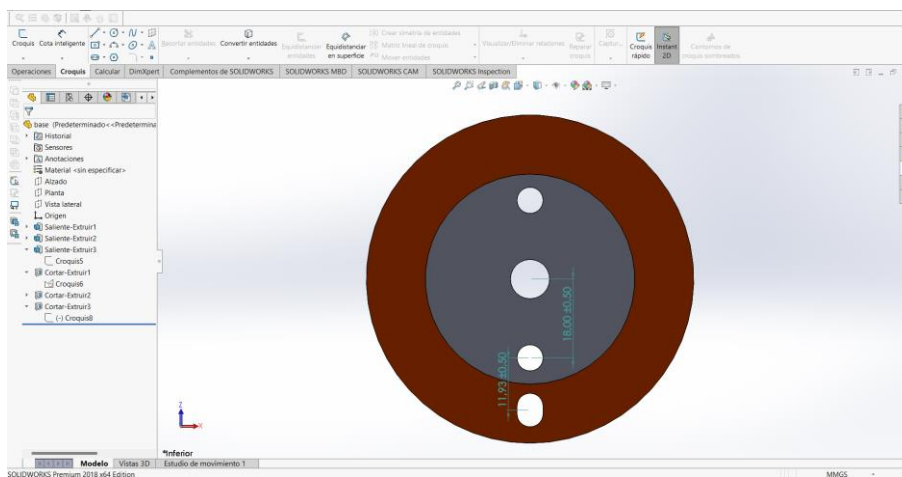 Croquis Cota inteligente Recortar entidades Convertir entidades Equidistanciar entidades Equidistanciar en superficie
Crear simetría de entidades
Matriz lineal de croquis
Mover entidades
Visualizar/Eliminar relaciones Reparar croquis Captur... Croquis rápido Instant 2D Contornos de croquis sombreados
Operaciones Croquis Calcular DimXpert Complementos de SOLIDWORKS SOLIDWORKS MBD SOLIDWORKS CAM SOLIDWORKS Inspection
base (Predeterminado<<Predetermina
Historial
Sensores
Anotaciones
Material <sin especificar>
Alzado
Planta
Vista lateral
Origen
Saliente-Extruir1
Saliente-Extruir2
Saliente-Extruir3
Croquis5
Cortar-Extruir1
Croquis6
Cortar-Extruir2
Cortar-Extruir3
(-) Croquis8
18,00 ±0,50
11,93 ±0,50
Z
X
*Inferior
Modelo Vistas 3D Estudio de movimiento 1
SOLIDWORKS Premium 2018 x64 Edition MMGS